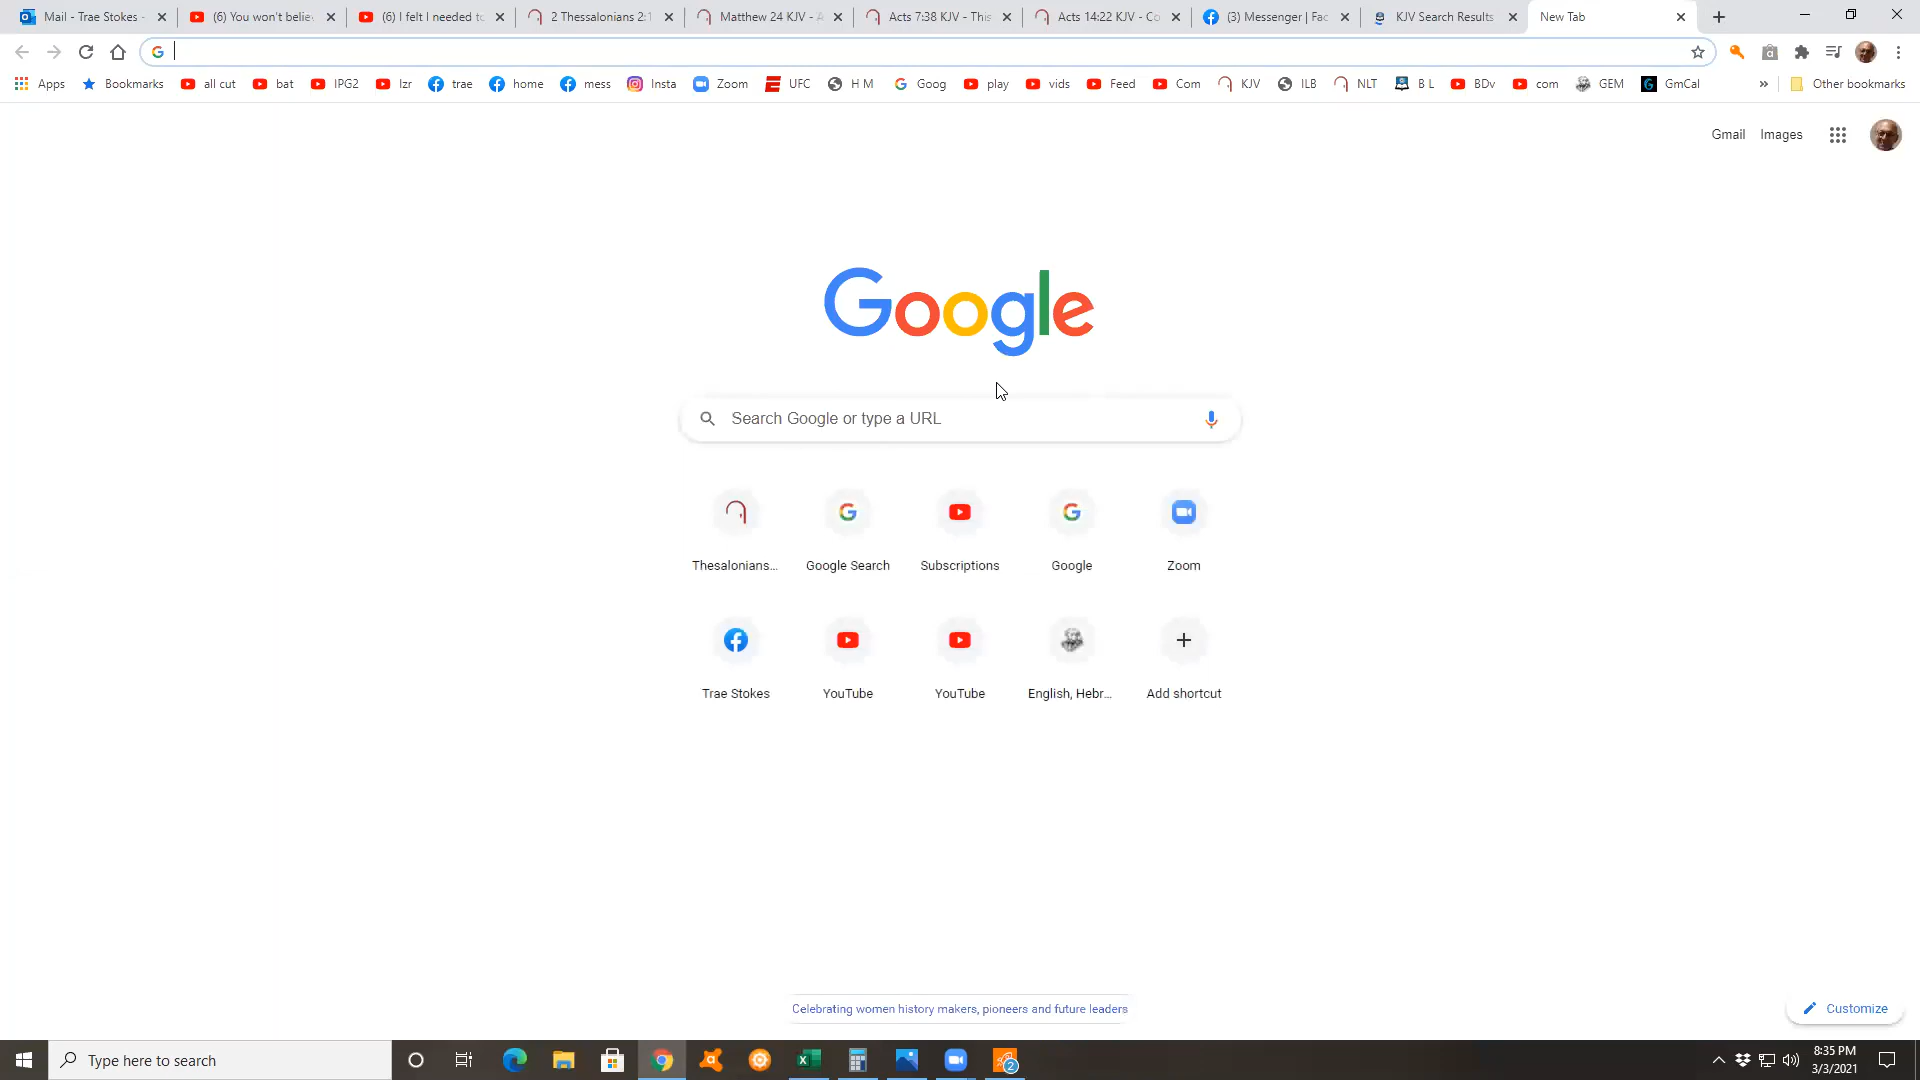 Mail - Trae Stokes - (6) You won't belie (6) I felt I needed to 2 Thessalonians 2:1 Matthew 24 KJV - A Acts 7:38 KJV - This Acts 14:22 KJV - Co (3) Messenger | Fac KJV Search Results New Tab
Apps Bookmarks all cut bat IPG2 lzr trae home mess Insta Zoom UFC H M Goog play vids Feed Com KJV ILB NLT B L BDv com GEM GmCal » Other bookmarks
Gmail Images
Google
Search Google or type a URL
Thesalonians... Google Search Subscriptions Google Zoom
Trae Stokes YouTube YouTube English, Hebr... Add shortcut
Celebrating women history makers, pioneers and future leaders
Customize
Type here to search
2
8:35 PM
3/3/2021